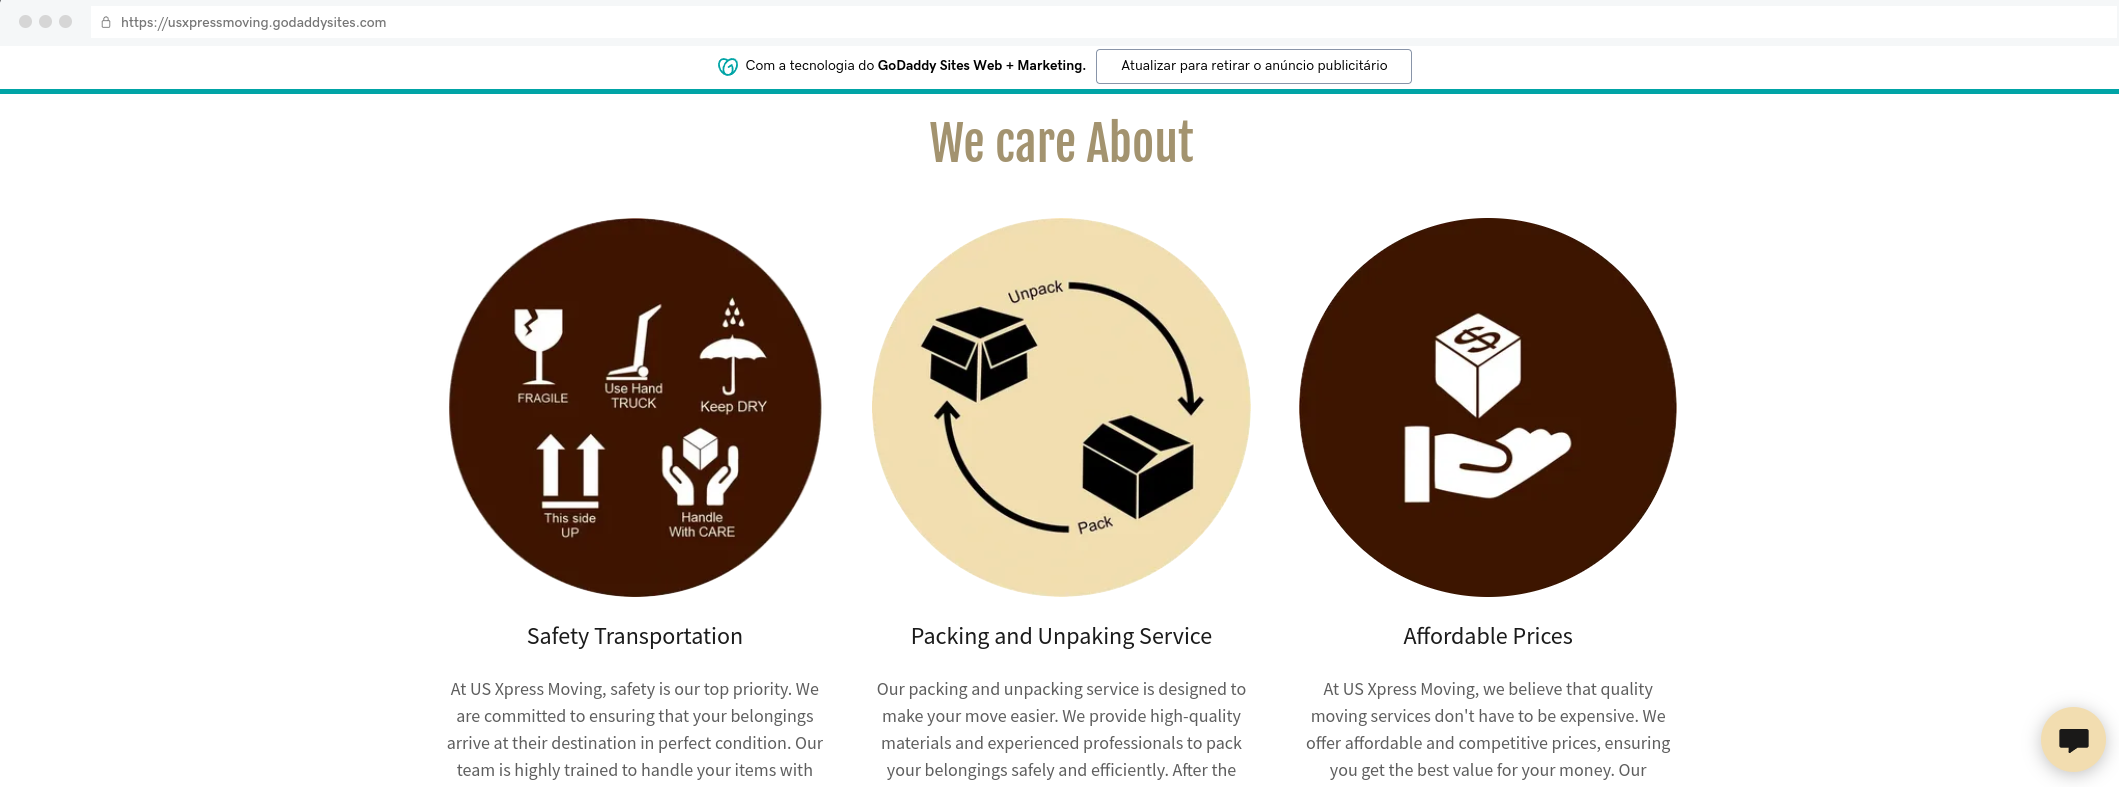 https://usxpressmoving.godaddysites.com
Com a tecnologia do GoDaddy Sites Web + Marketing. Atualizar para retirar o anúncio publicitário
We care About
FRAGILE
Use Hand
TRUCK
Keep DRY
This side
UP
Handle
With CARE
Unpack
Pack
$
Safety Transportation
At US Xpress Moving, safety is our top priority. We
are committed to ensuring that your belongings
arrive at their destination in perfect condition. Our
team is highly trained to handle your items with
Packing and Unpaking Service
Our packing and unpacking service is designed to
make your move easier. We provide high-quality
materials and experienced professionals to pack
your belongings safely and efficiently. After the
Affordable Prices
At US Xpress Moving, we believe that quality
moving services don't have to be expensive. We
offer affordable and competitive prices, ensuring
you get the best value for your money. Our